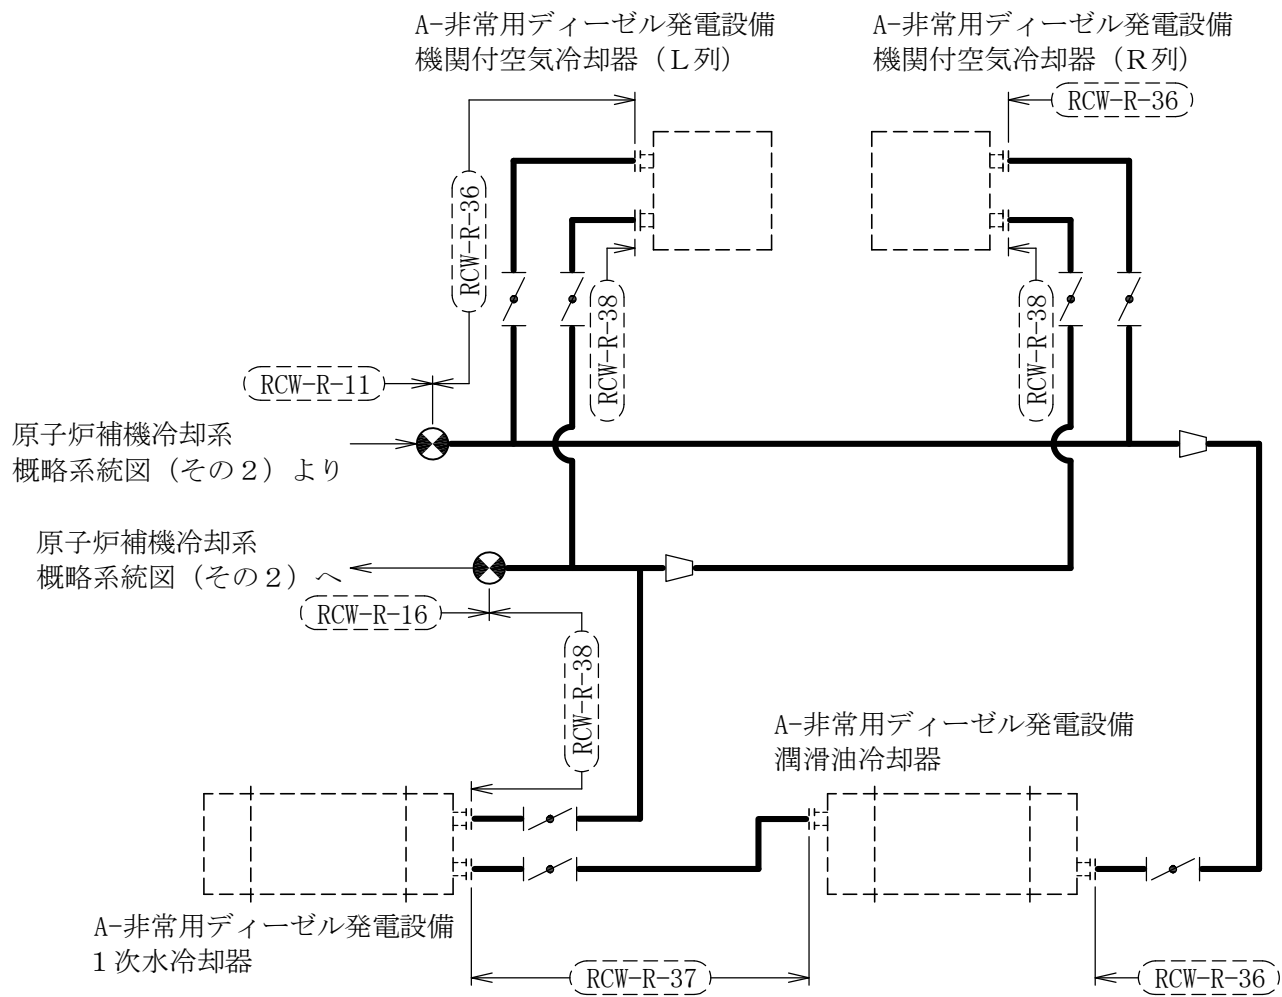 A-非常用ディーゼル発電設備
機関付空気冷却器（Ｌ列）
A-非常用ディーゼル発電設備
機関付空気冷却器（Ｒ列）
RCW-R-36
RCW-R-36
RCW-R-38
RCW-R-38
RCW-R-11
原子炉補機冷却系
概略系統図（その２）より
原子炉補機冷却系
概略系統図（その２）へ
RCW-R-16
RCW-R-38
A-非常用ディーゼル発電設備
潤滑油冷却器
A-非常用ディーゼル発電設備
１次水冷却器
RCW-R-37
RCW-R-36